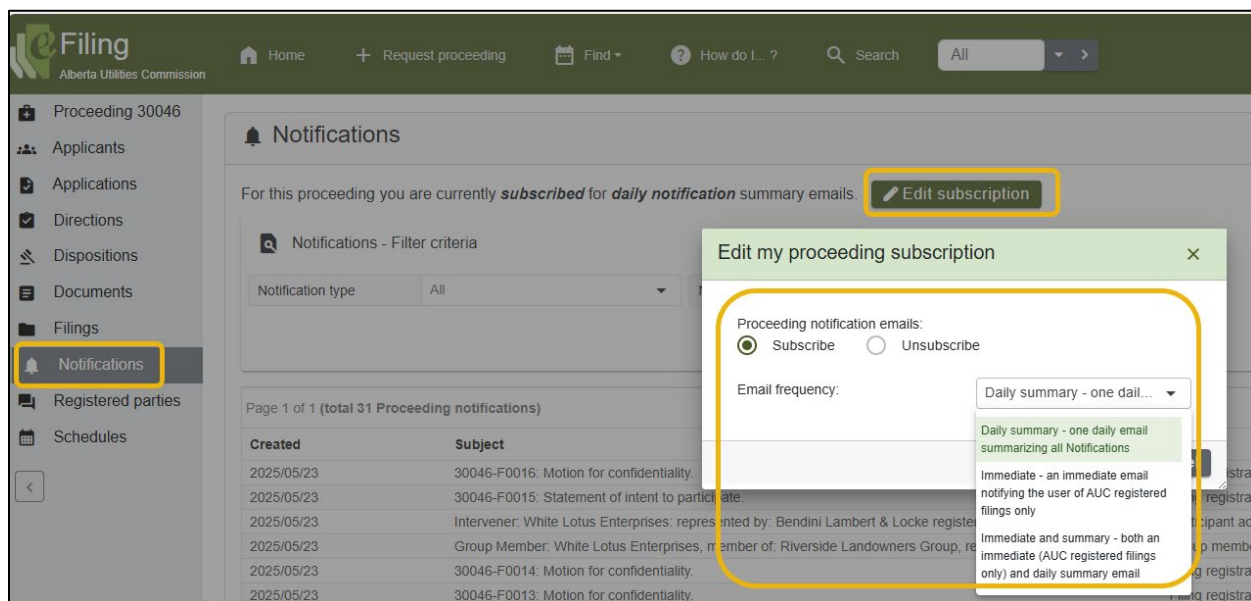 eFiling
Alberta Utilities Commission
Home
Request proceeding
Find
How do I... ?
Search
All
Proceeding 30046
Applicants
Applications
Directions
Dispositions
Documents
Filings
Notifications
Registered parties
Schedules
Notifications
For this proceeding you are currently subscribed for daily notification summary emails.
Edit subscription
Notifications - Filter criteria
Notification type
All
Edit my proceeding subscription
Proceeding notification emails:
Subscribe
Unsubscribe
Email frequency:
Daily summary - one dail...
Daily summary - one daily email
summarizing all Notifications
Immediate - an immediate email
notifying the user of AUC registered
filings only
Immediate and summary - both an
immediate (AUC registered filings
only) and daily summary email
Page 1 of 1 (total 31 Proceeding notifications)
Created Subject
2025/05/23 30046-F0016: Motion for confidentiality.
2025/05/23 30046-F0015: Statement of intent to participate.
2025/05/23 Intervener: White Lotus Enterprises: represented by: Bendini Lambert & Locke
2025/05/23 Group Member: White Lotus Enterprises, member of: Riverside Landowners Group,
2025/05/23 30046-F0014: Motion for confidentiality.
2025/05/23 30046-F0013: Motion for confidentiality.